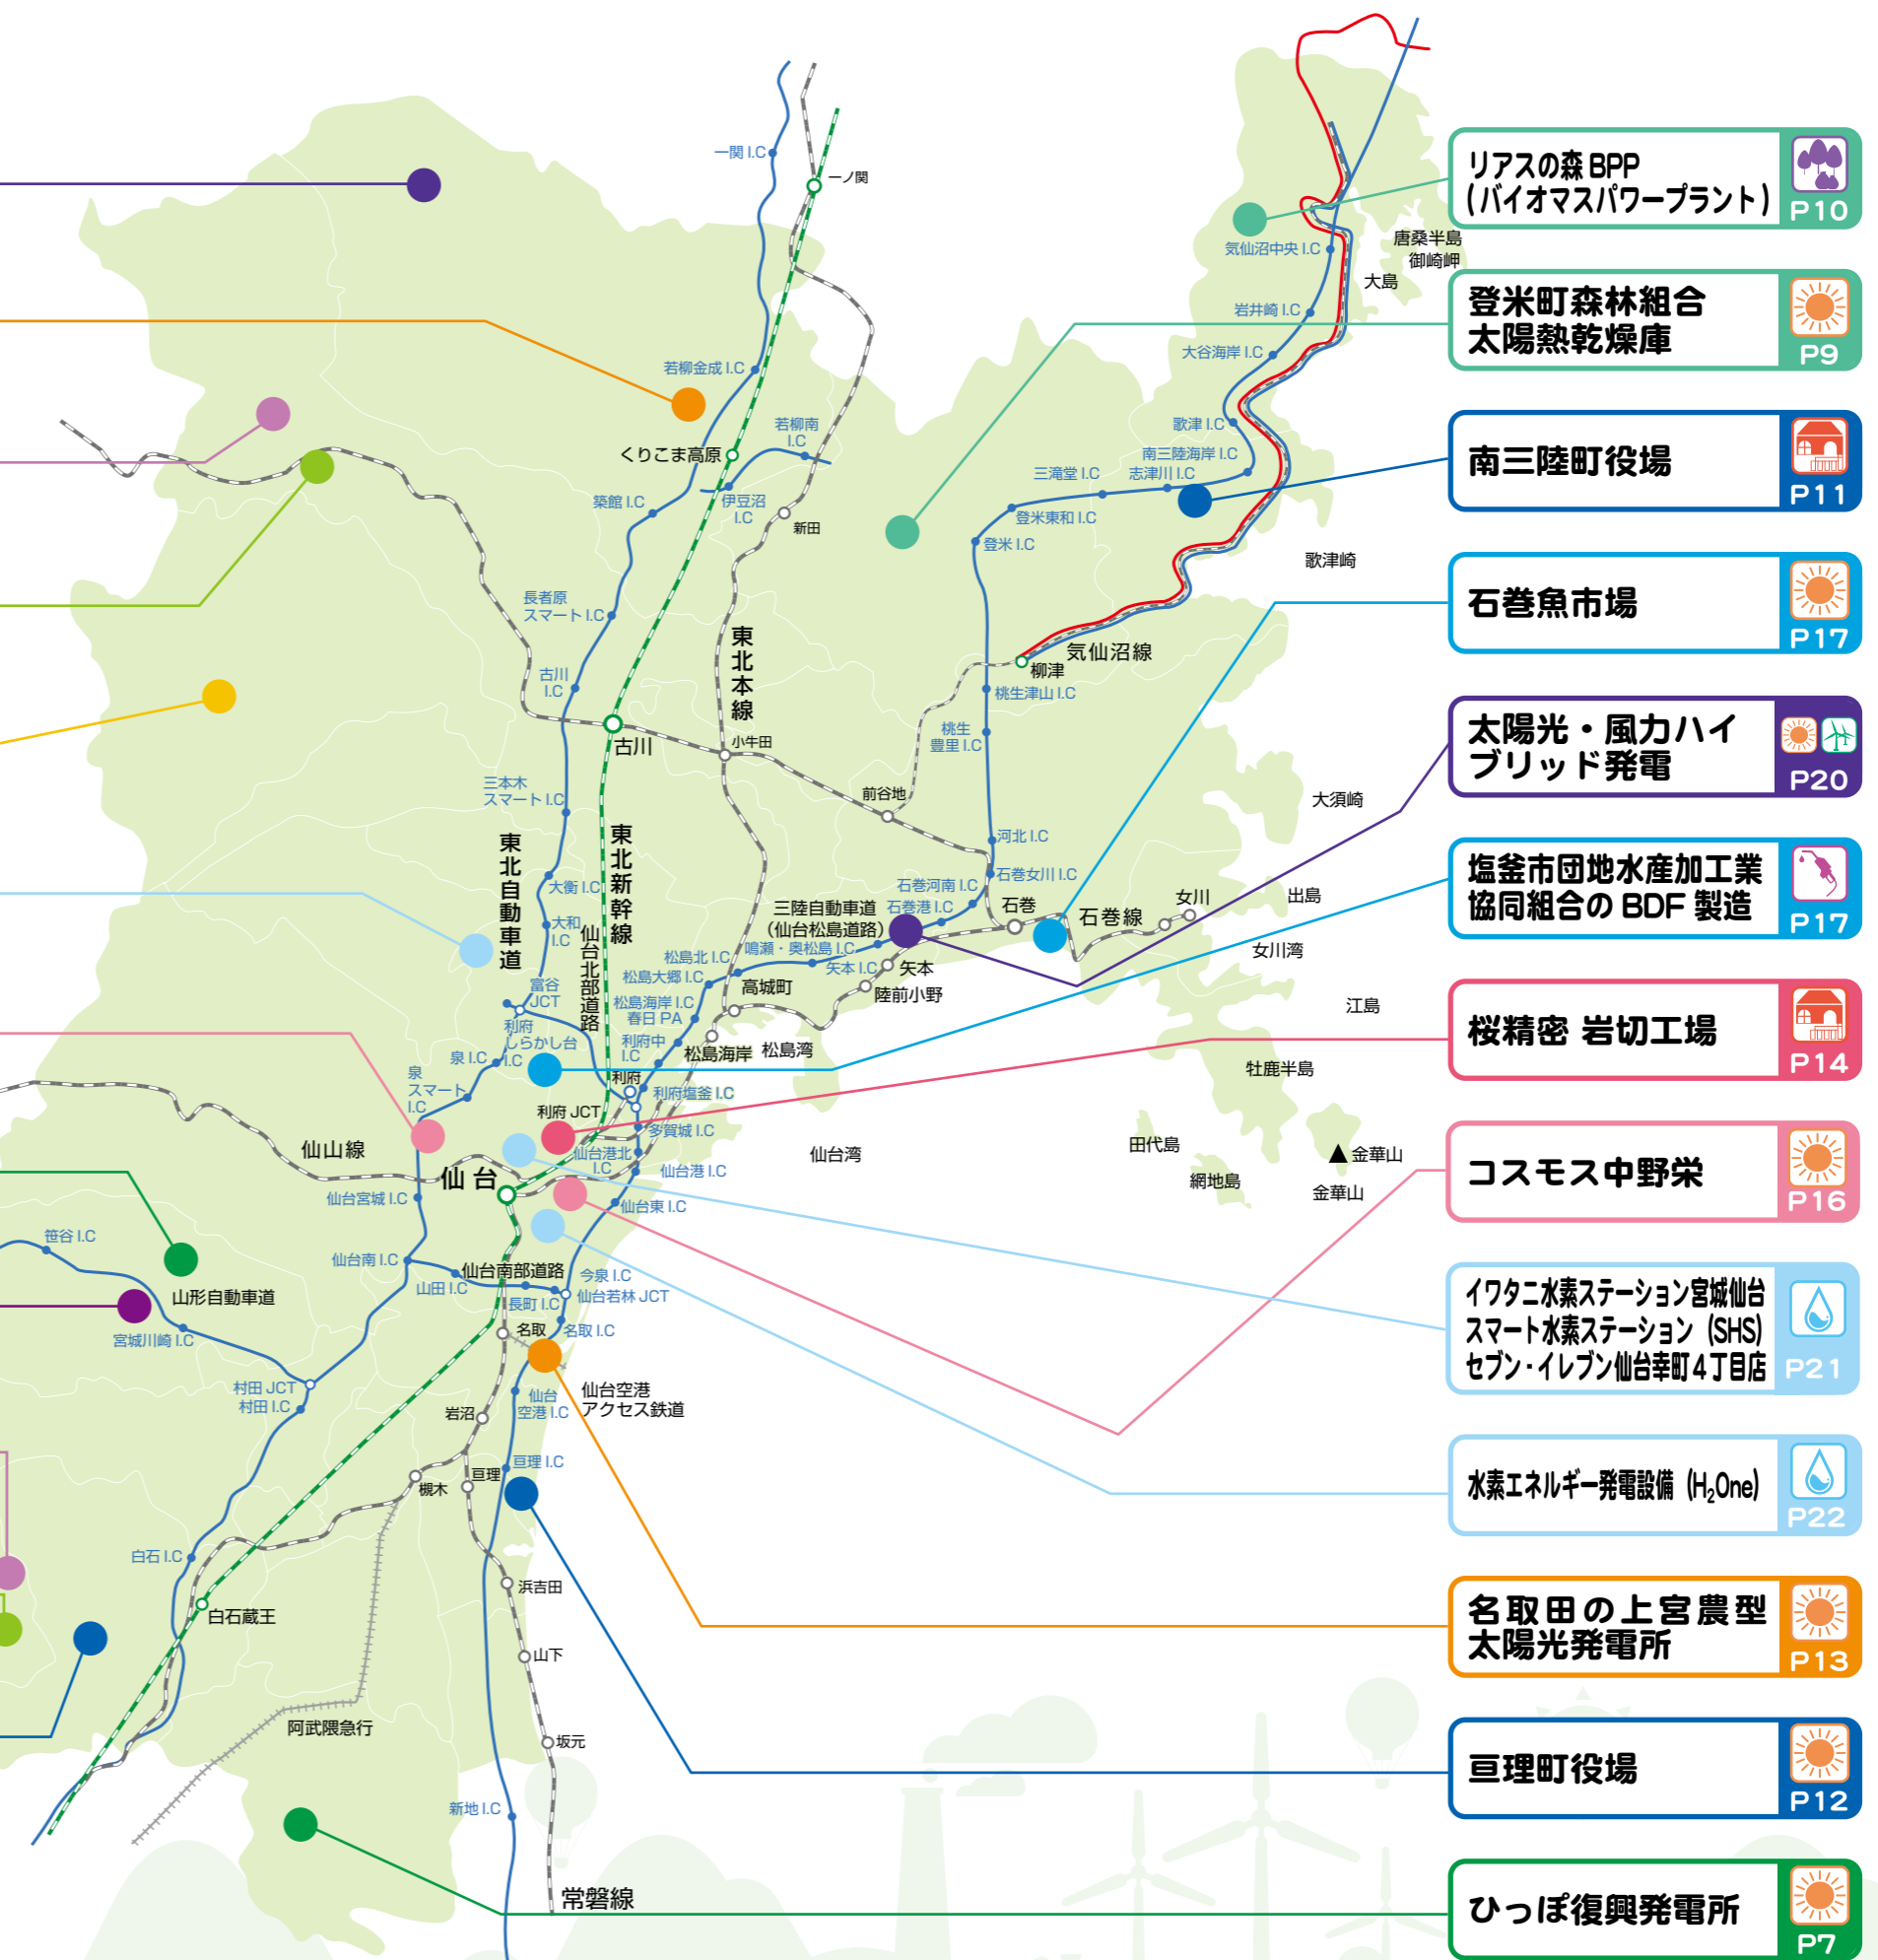 一関 I.C
一ノ関
若柳金成 I.C
若柳南
I.C
くりこま高原
築館 I.C
伊豆沼
I.C
新田
長者原
スマート I.C
東北本線
古川
I.C
古川
小牛田
三本木
スマート I.C
東北自動車道
東北新幹線
大衡 I.C
大和
I.C
仙台北部道路
富谷
JCT
利府
しらかし台
I.C
泉 I.C
泉
スマート
I.C
気仙沼中央 I.C
唐桑半島
御崎岬
大島
岩井崎 I.C
大谷海岸 I.C
歌津 I.C
南三陸海岸 I.C
三滝堂 I.C
志津川 I.C
登米東和 I.C
登米 I.C
歌津崎
気仙沼線
柳津
桃生津山 I.C
桃生
豊里 I.C
前谷地
大須崎
河北 I.C
石巻女川 I.C
石巻河南 I.C
石巻港 I.C
三陸自動車道
（仙台松島道路）
石巻
石巻線
女川
出島
女川湾
鳴瀬・奥松島 I.C
矢本 I.C
矢本
陸前小野
松島北 I.C
松島大郷 I.C
高城町
松島海岸 I.C
春日 PA
利府中
I.C
松島海岸
松島湾
江島
牡鹿半島
利府
利府塩釜 I.C
利府 JCT
多賀城 I.C
仙台港北
I.C
仙台港 I.C
仙台湾
田代島
網地島
▲金華山
金華山
仙山線
仙台
仙台宮城 I.C
仙台東 I.C
笹谷 I.C
仙台南 I.C
仙台南部道路
山田 I.C
長町 I.C
今泉 I.C
仙台若林 JCT
山形自動車道
宮城川崎 I.C
名取
名取 I.C
村田 JCT
村田 I.C
仙台
空港 I.C
仙台空港
アクセス鉄道
岩沼
亘理 I.C
亘理
槻木
白石 I.C
白石蔵王
浜吉田
山下
阿武隈急行
坂元
新地 I.C
常磐線
リアスの森 BPP
（バイオマスパワープラント）
P10
登米町森林組合
太陽熱乾燥庫
P9
南三陸町役場
P11
石巻魚市場
P17
太陽光・風力ハイ
ブリッド発電
P20
塩釜市団地水産加工業
協同組合の BDF 製造
P17
桜精密 岩切工場
P14
コスモス中野栄
P16
イワタニ水素ステーション宮城仙台
スマート水素ステーション（SHS）
セブン・イレブン仙台幸町４丁目店
P21
水素エネルギー発電設備（H₂One）
P22
名取田の上宮農型
太陽光発電所
P13
亘理町役場
P12
ひっぽ復興発電所
P7